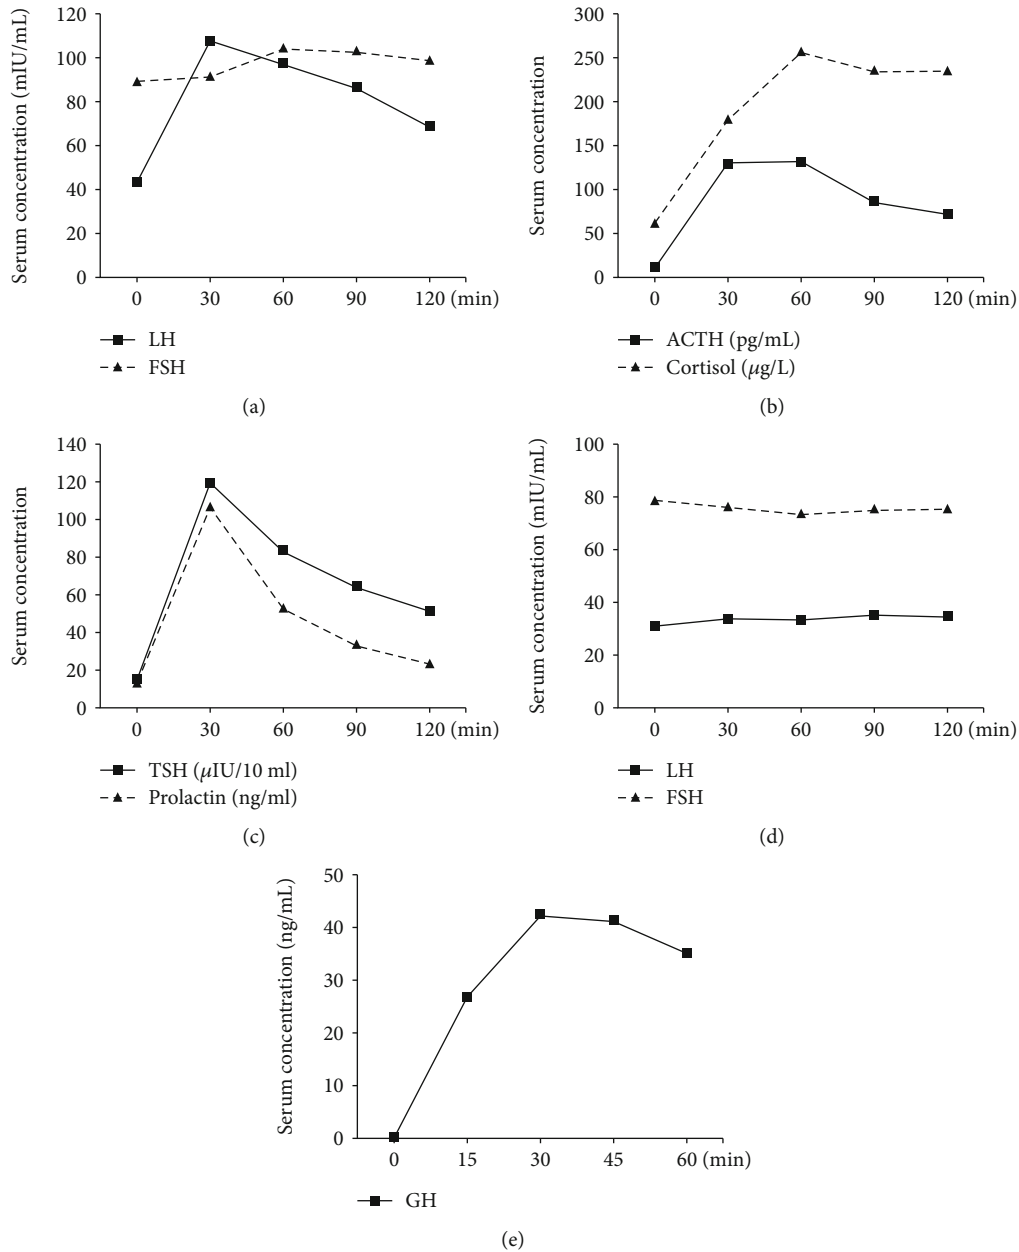 Serum concentration (mIU/mL)
120
100
80
60
40
20
0
0 30 60 90 120 (min)
LH
FSH
(a)
Serum concentration
300
250
200
150
100
50
0
0 30 60 90 120 (min)
ACTH (pg/mL)
Cortisol (μg/L)
(b)
Serum concentration
140
120
100
80
60
40
20
0
0 30 60 90 120 (min)
TSH (μIU/10 ml)
Prolactin (ng/ml)
(c)
Serum concentration (mIU/mL)
100
80
60
40
20
0
0 30 60 90 120 (min)
LH
FSH
(d)
Serum concentration (ng/mL)
50
40
30
20
10
0
0 15 30 45 60 (min)
GH
(e)